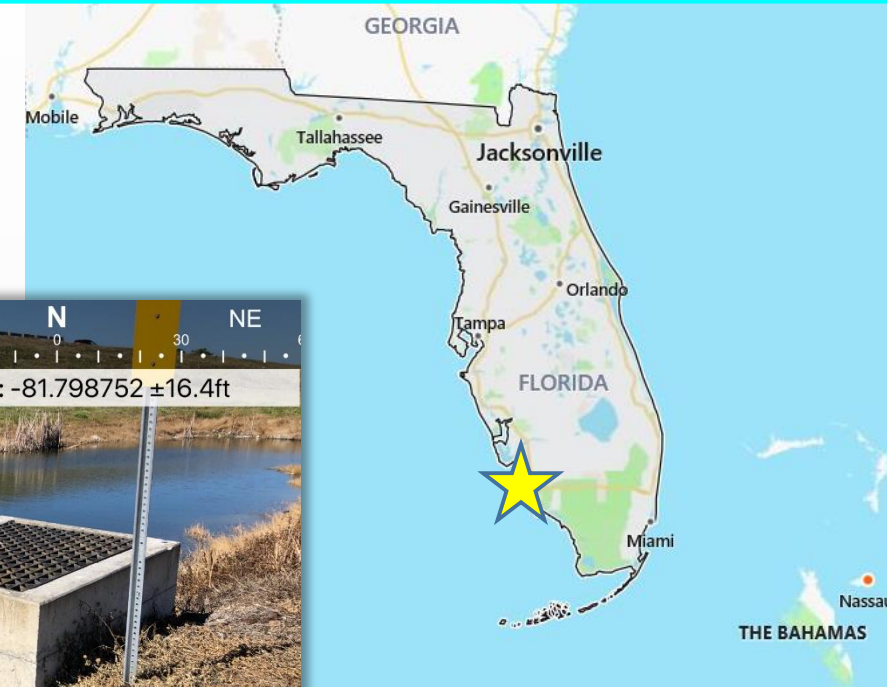 GEORGIA
Mobile
Tallahassee
Jacksonville
Gainesville
Orlando
Tampa
FLORIDA
N NE
0 30
: -81.798752 ±16.4ft
Miami
Nassau
THE BAHAMAS